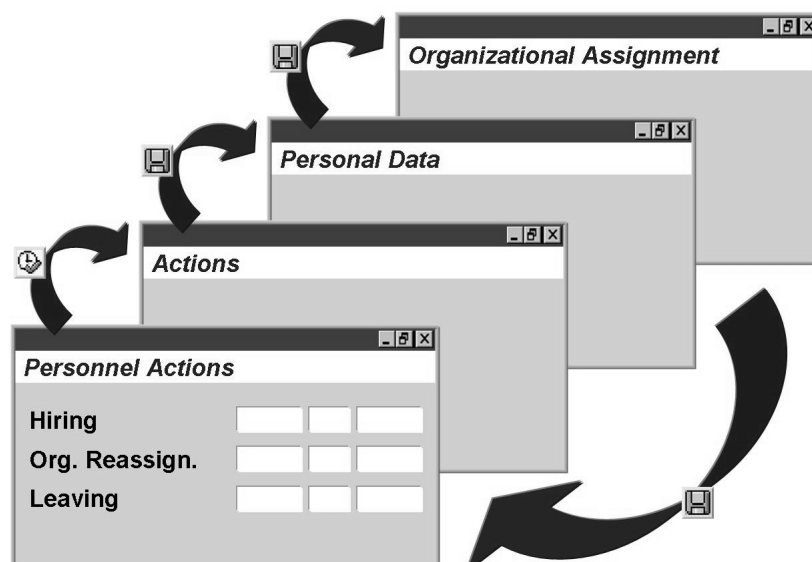 Organizational Assignment
Personal Data
Actions
Personnel Actions
Hiring
Org. Reassign.
Leaving